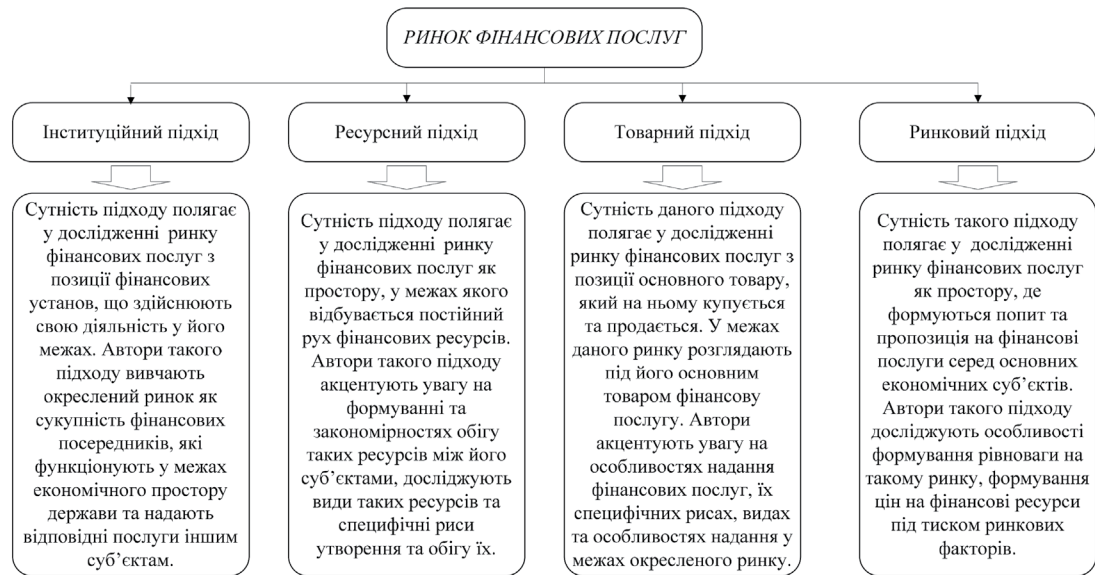 РИНОК ФІНАНСОВИХ ПОСЛУГ
Інституційний підхід
Ресурсний підхід
Товарний підхід
Ринковий підхід
Сутність підходу полягає
у дослідженні ринку
фінансових послуг з
позиції фінансових
установ, що здійснюють
свою діяльність у його
межах. Автори такого
підходу вивчають
окреслений ринок як
сукупність фінансових
посередників, які
функціонують у межах
економічного простору
держави та надають
відповідні послуги іншим
суб’єктам.
Сутність підходу полягає
у дослідженні ринку
фінансових послуг як
простору, у межах якого
відбувається постійний
рух фінансових ресурсів.
Автори такого підходу
акцентують увагу на
формуванні та
закономірностях обігу
таких ресурсів між його
суб’єктами, досліджують
види таких ресурсів та
специфічні риси
утворення та обігу їх.
Сутність даного підходу
полягає у дослідженні
ринку фінансових послуг з
позиції основного товару,
який на ньому купується
та продається. У межах
даного ринку розглядають
під його основним
товаром фінансову
послугу. Автори
акцентують увагу на
особливостях надання
фінансових послуг, їх
специфічних рисах, видах
та особливостях надання у
межах окресленого ринку.
Сутність такого підходу
полягає у дослідженні
ринку фінансових послуг
як простору, де
формуються попит та
пропозиція на фінансові
послуги серед основних
економічних суб’єктів.
Автори такого підходу
досліджують особливості
формування рівноваги на
такому ринку, формування
цін на фінансові ресурси
під тиском ринкових
факторів.